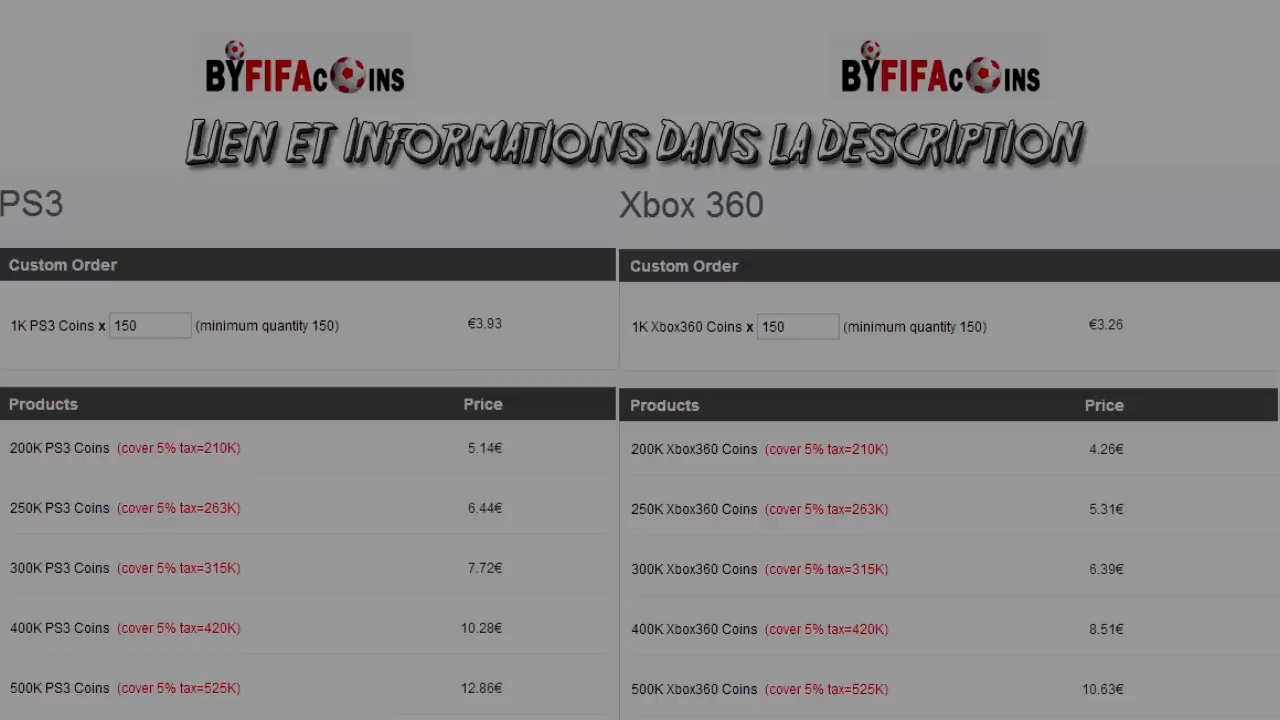 BYFIFACOINS BYFIFACOINS
LIEN ET INFORMATIONS DANS LA DESCRIPTION
PS3 Xbox 360
Custom Order Custom Order
1K PS3 Coins x 150 (minimum quantity 150) €3.93 1K Xbox360 Coins x 150 (minimum quantity 150) €3.26
Products Price Products Price
200K PS3 Coins (cover 5% tax=210K) 5.14€ 200K Xbox360 Coins (cover 5% tax=210K) 4.26€
250K PS3 Coins (cover 5% tax=263K) 6.44€ 250K Xbox360 Coins (cover 5% tax=263K) 5.31€
300K PS3 Coins (cover 5% tax=315K) 7.72€ 300K Xbox360 Coins (cover 5% tax=315K) 6.39€
400K PS3 Coins (cover 5% tax=420K) 10.28€ 400K Xbox360 Coins (cover 5% tax=420K) 8.51€
500K PS3 Coins (cover 5% tax=525K) 12.86€ 500K Xbox360 Coins (cover 5% tax=525K) 10.63€